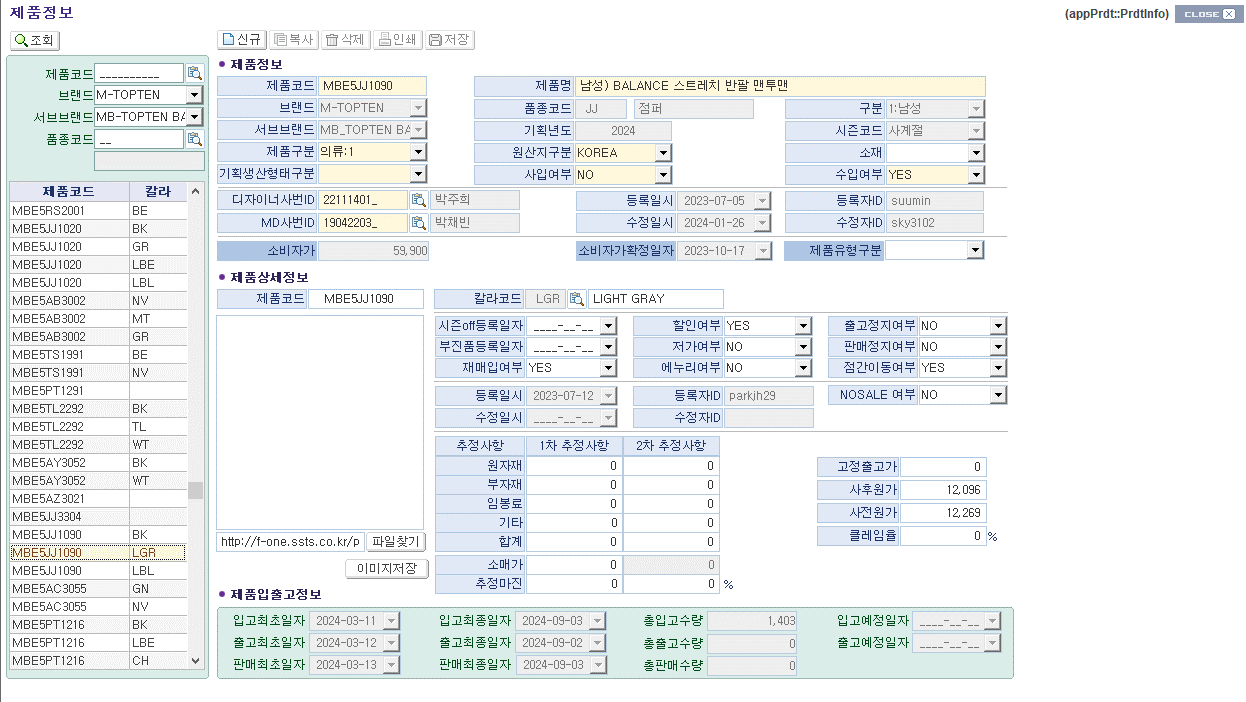 제품정보
(appPrdt::PrdtInfo) CLOSE
조회
신규 복사 삭제 인쇄 저장
제품코드 __________
브랜드 M-TOPTEN
서브브랜드 MB-TOPTEN BA
품종코드 __
제품코드 칼라
MBE5RS2001 BE
MBE5JJ1020 BK
MBE5JJ1020 GR
MBE5JJ1020 LBE
MBE5JJ1020 LBL
MBE5AB3002 NV
MBE5AB3002 MT
MBE5AB3002 GR
MBE5TS1991 BE
MBE5TS1991 NV
MBE5PT1291
MBE5TL2292 BK
MBE5TL2292 TL
MBE5TL2292 WT
MBE5AY3052 BK
MBE5AY3052 WT
MBE5AZ3021
MBE5JJ3304
MBE5JJ1090 BK
MBE5JJ1090 LGR
MBE5JJ1090 LBL
MBE5AC3055 GN
MBE5AC3055 NV
MBE5PT1216 BK
MBE5PT1216 LBE
MBE5PT1216 CH
제품정보
제품코드 MBE5JJ1090 제품명 남성) BALANCE 스트레치 반팔 맨투맨
브랜드 M-TOPTEN 품종코드 JJ 점퍼 구분 1:남성
서브브랜드 MB_TOPTEN BA 기획년도 2024 시즌코드 사계절
제품구분 의류:1 원산지구분 KOREA 소재
기획생산형태구분 사입여부 NO 수입여부 YES
디자이너사번ID 22111401_ 박주희 등록일시 2023-07-05 등록자ID suumin
MD사번ID 19042203_ 박채빈 수정일시 2024-01-26 수정자ID sky3102
소비자가 59,900 소비자가확정일자 2023-10-17 제품유형구분
제품상세정보
제품코드 MBE5JJ1090 칼라코드 LGR LIGHT GRAY
시즌off등록일자 ____-__-__ 할인여부 YES 출고정지여부 NO
부진품등록일자 ____-__-__ 저가여부 NO 판매정지여부 NO
재매입여부 YES 에누리여부 NO 점간이동여부 YES
등록일시 2023-07-12 등록자ID parkjh29 NOSALE 여부 NO
수정일시 ____-__-__ 수정자ID
추정사항 1차 추정사항 2차 추정사항
원자재 0 0 고정출고가 0
부자재 0 0 사후원가 12,096
임봉료 0 0 사전원가 12,269
기타 0 0 클레임율 0 %
합계 0 0
http://f-one.ssts.co.kr/p 파일찾기
소매가 0 0
이미지저장
추정마진 0 0 %
제품입출고정보
입고최초일자 2024-03-11 입고최종일자 2024-09-03 총입고수량 1,403 입고예정일자 ____-__-__
출고최초일자 2024-03-12 출고최종일자 2024-09-02 총출고수량 0 출고예정일자 ____-__-__
판매최초일자 2024-03-13 판매최종일자 2024-09-03 총판매수량 0